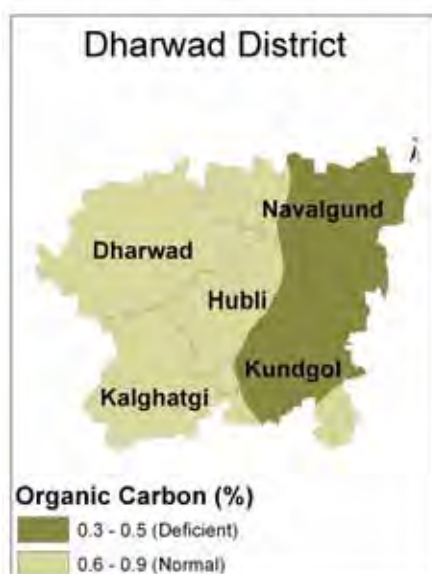 Dharwad District
Navalgund
Dharwad
Hubli
Kundgol
Kalghatgi
Organic Carbon (%)
0.3 - 0.5 (Deficient)
0.6 - 0.9 (Normal)